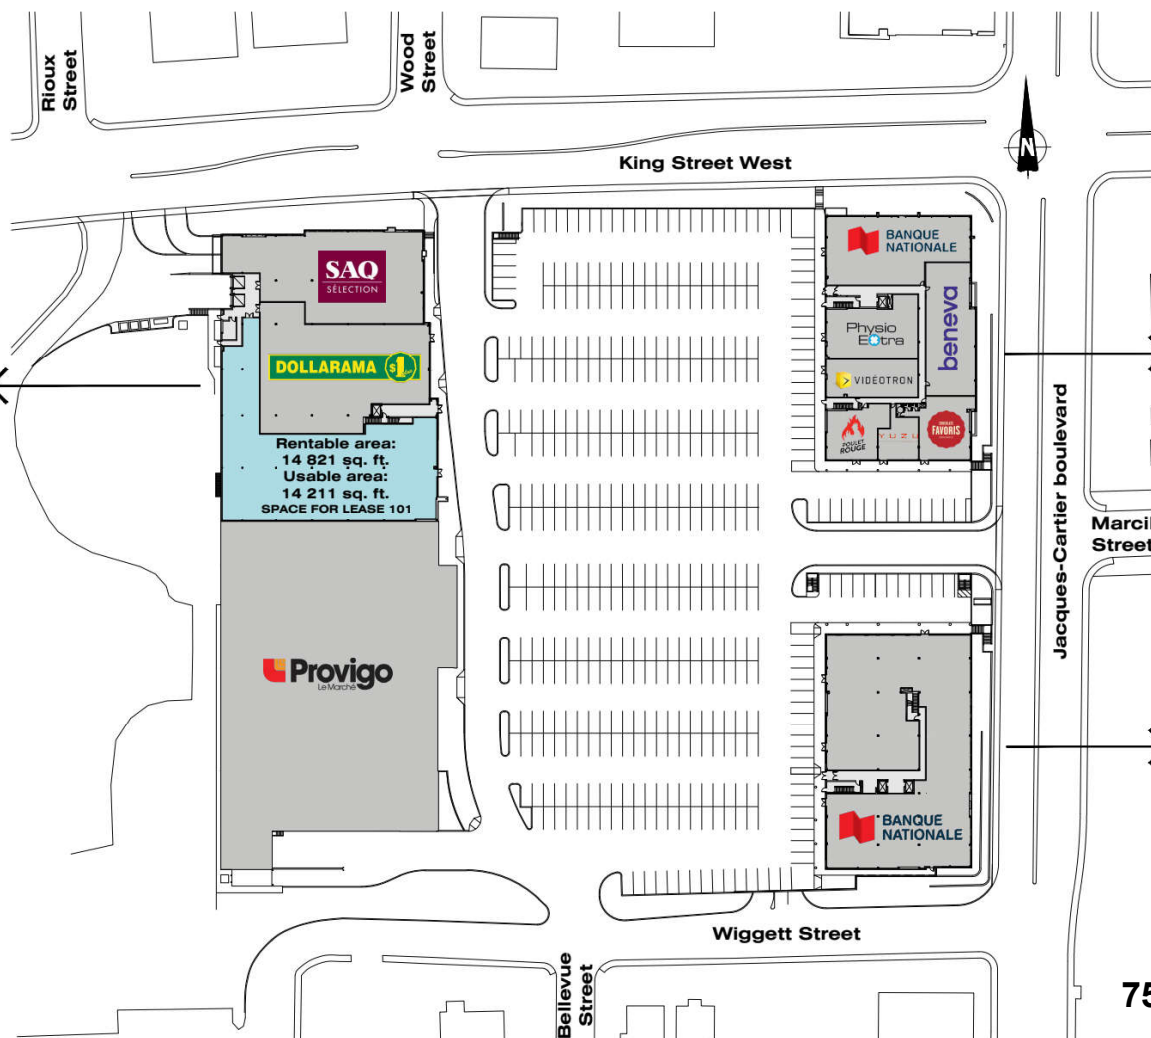 Rioux
Street
Wood
Street
King Street West
N
SAQ
SÉLECTION
BANQUE
NATIONALE
beneva
Physio
Extra
VIDÉOTRON
DOLLARAMA $1
POULET
ROUGE
YUZU
FAVORIS
Rentable area:
14 821 sq. ft.
Usable area:
14 211 sq. ft.
SPACE FOR LEASE 101
Jacques-Cartier boulevard
Marcil
Street
Provigo
Le Marché
BANQUE
NATIONALE
Wiggett Street
Bellevue
Street
75